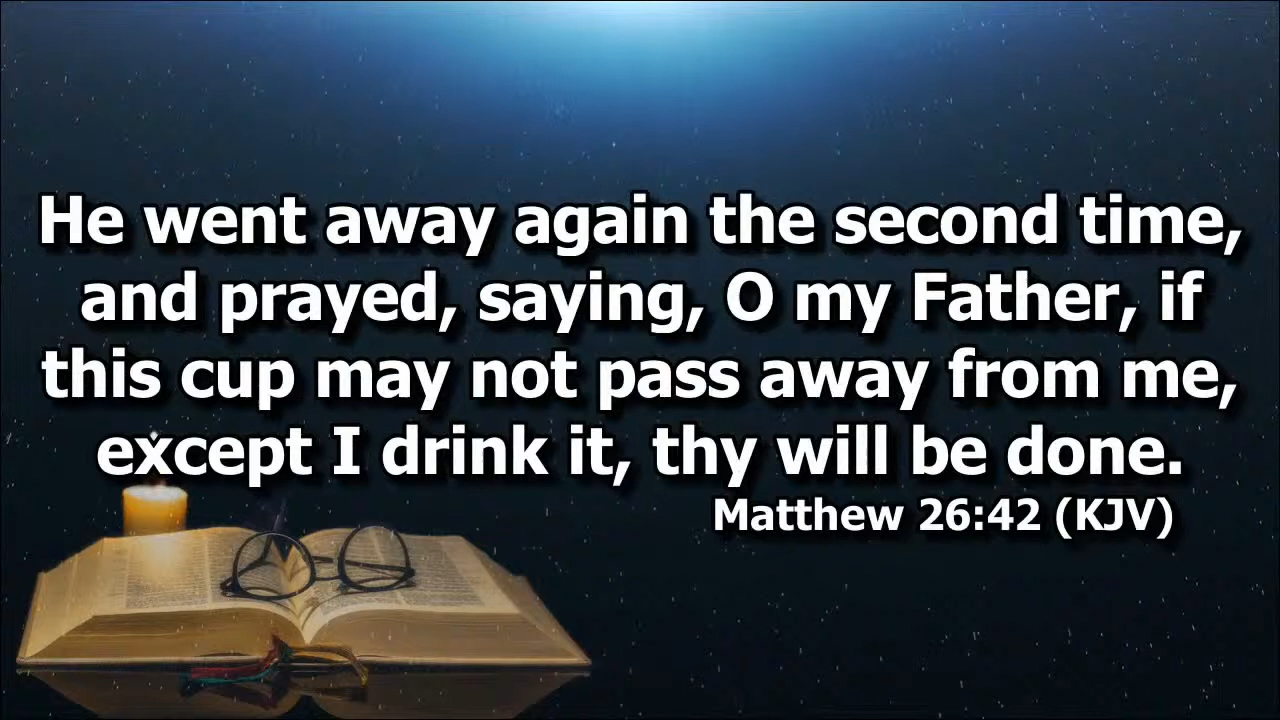 He went away again the second time,
and prayed, saying, O my Father, if
this cup may not pass away from me,
except I drink it, thy will be done.
Matthew 26:42 (KJV)